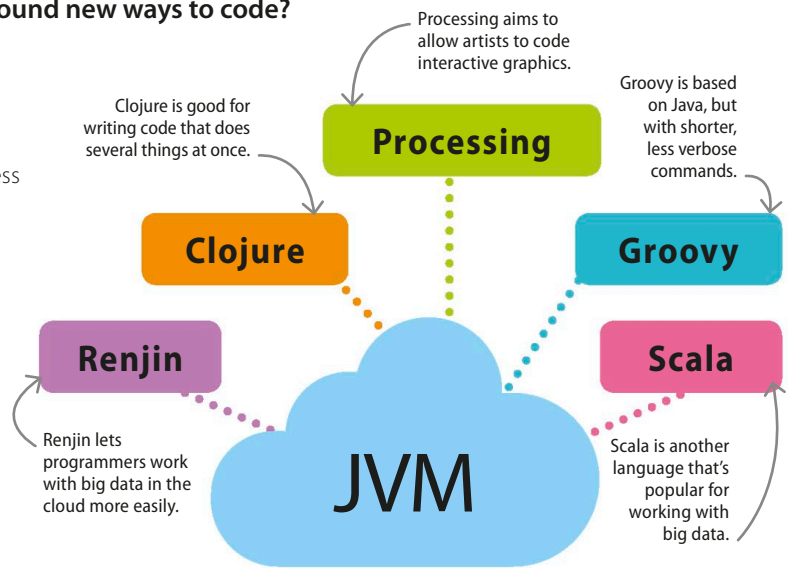 ound new ways to code?
Processing aims to
allow artists to code
interactive graphics.
Clojure is good for
writing code that does
several things at once.
Groovy is based
on Java, but
with shorter,
less verbose
commands.
ess
Processing
Clojure
Groovy
Renjin
Scala
Renjin lets
programmers work
with big data in the
cloud more easily.
JVM
Scala is another
language that's
popular for
working with
big data.